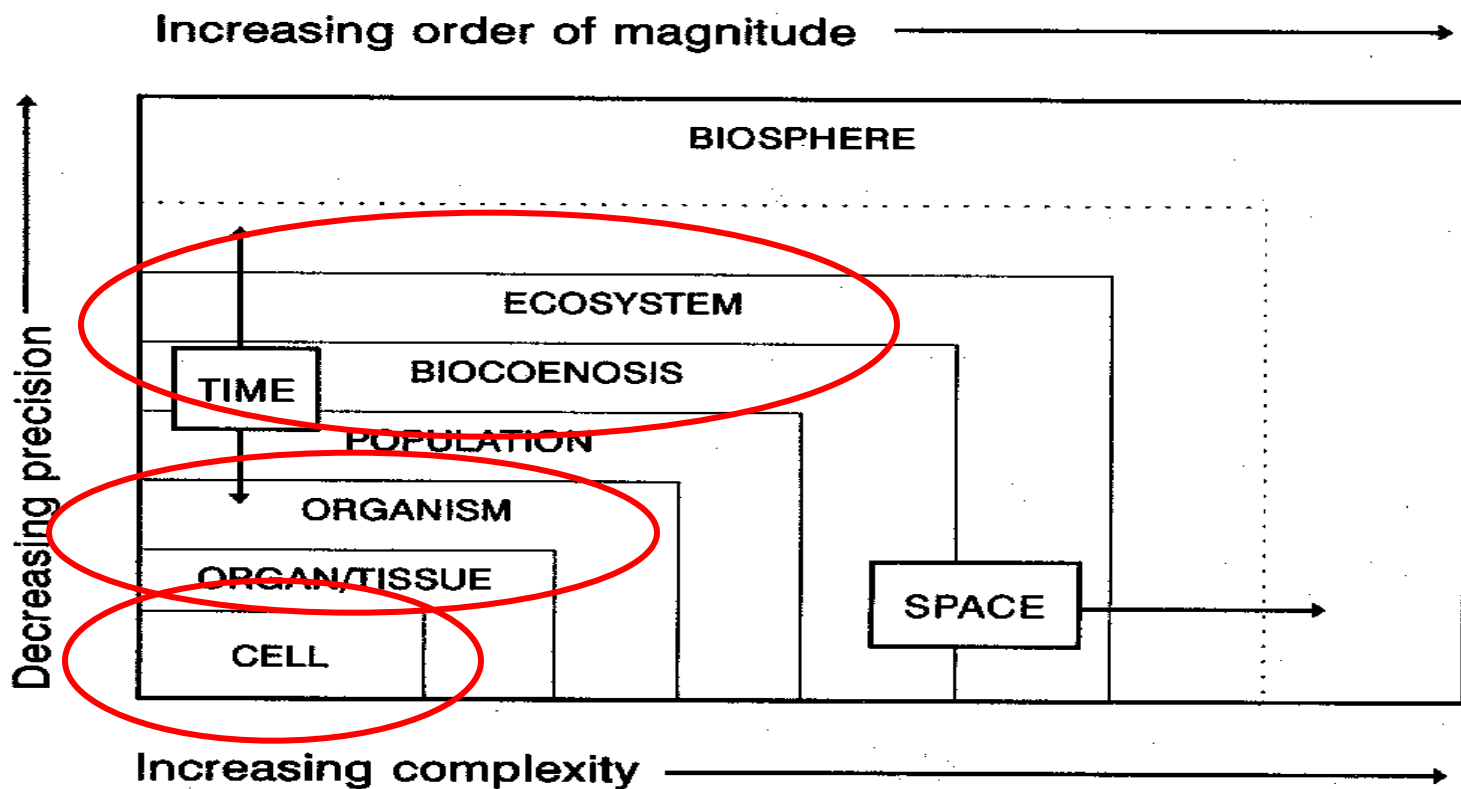 Increasing order of magnitude
Decreasing precision
BIOSPHERE
ECOSYSTEM
BIOCOENOSIS
TIME
POPULATION
ORGANISM
ORGAN/TISSUE
SPACE
CELL
Increasing complexity